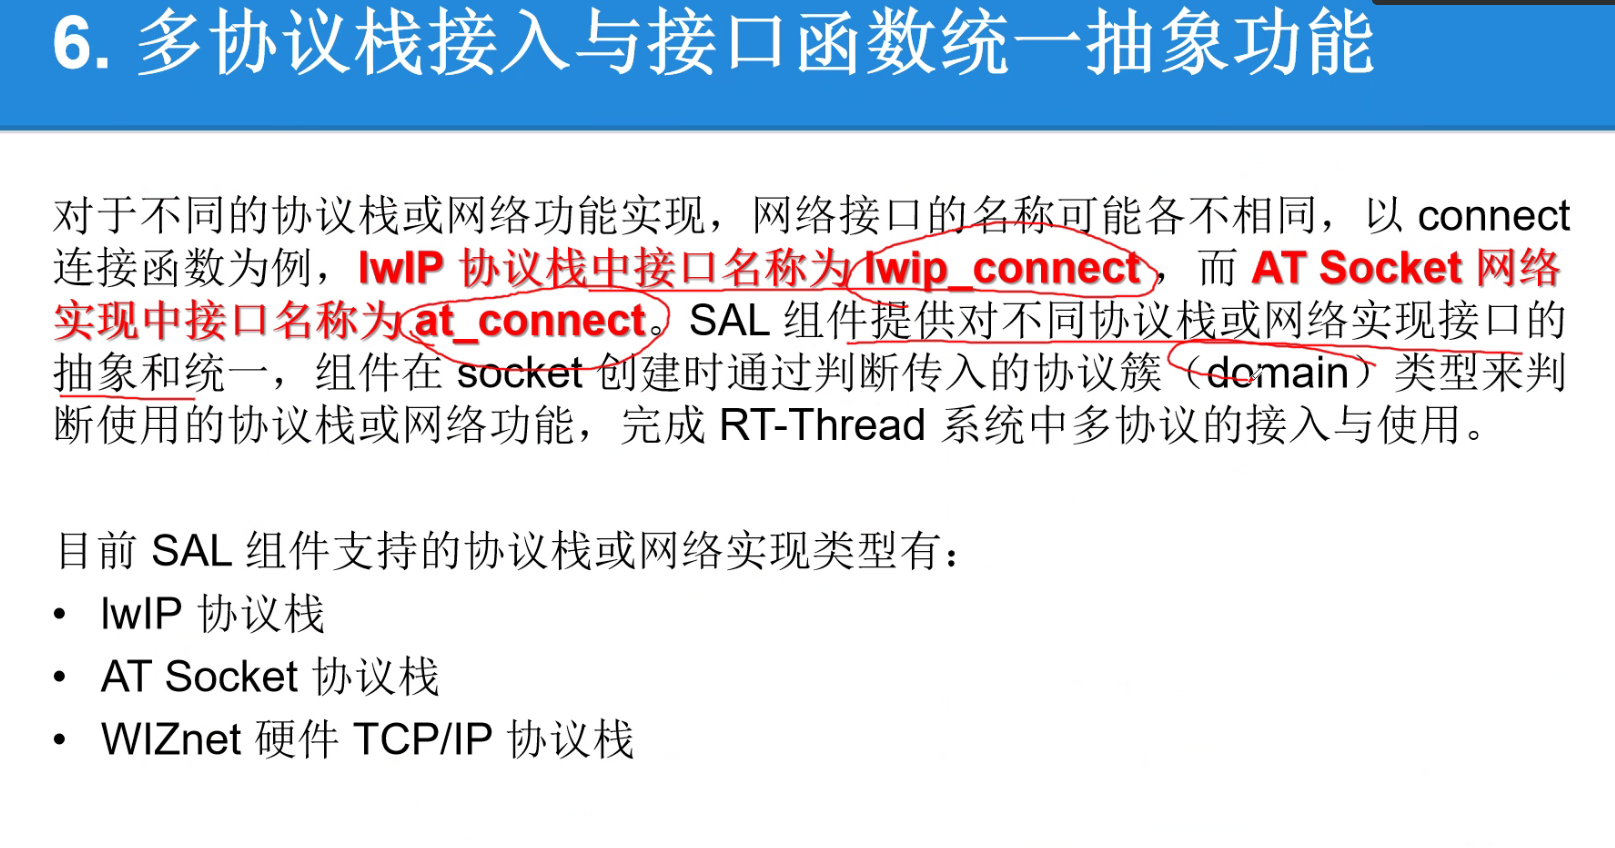 6. 多协议栈接入与接口函数统一抽象功能
对于不同的协议栈或网络功能实现，网络接口的名称可能各不相同，以 connect
连接函数为例，lwIP 协议栈中接口名称为 lwip_connect ，而 AT Socket 网络
实现中接口名称为 at_connect。SAL 组件提供对不同协议栈或网络实现接口的
抽象和统一，组件在 socket 创建时通过判断传入的协议簇（domain）类型来判
断使用的协议栈或网络功能，完成 RT-Thread 系统中多协议的接入与使用。
目前 SAL 组件支持的协议栈或网络实现类型有：
• lwIP 协议栈
• AT Socket 协议栈
• WIZnet 硬件 TCP/IP 协议栈